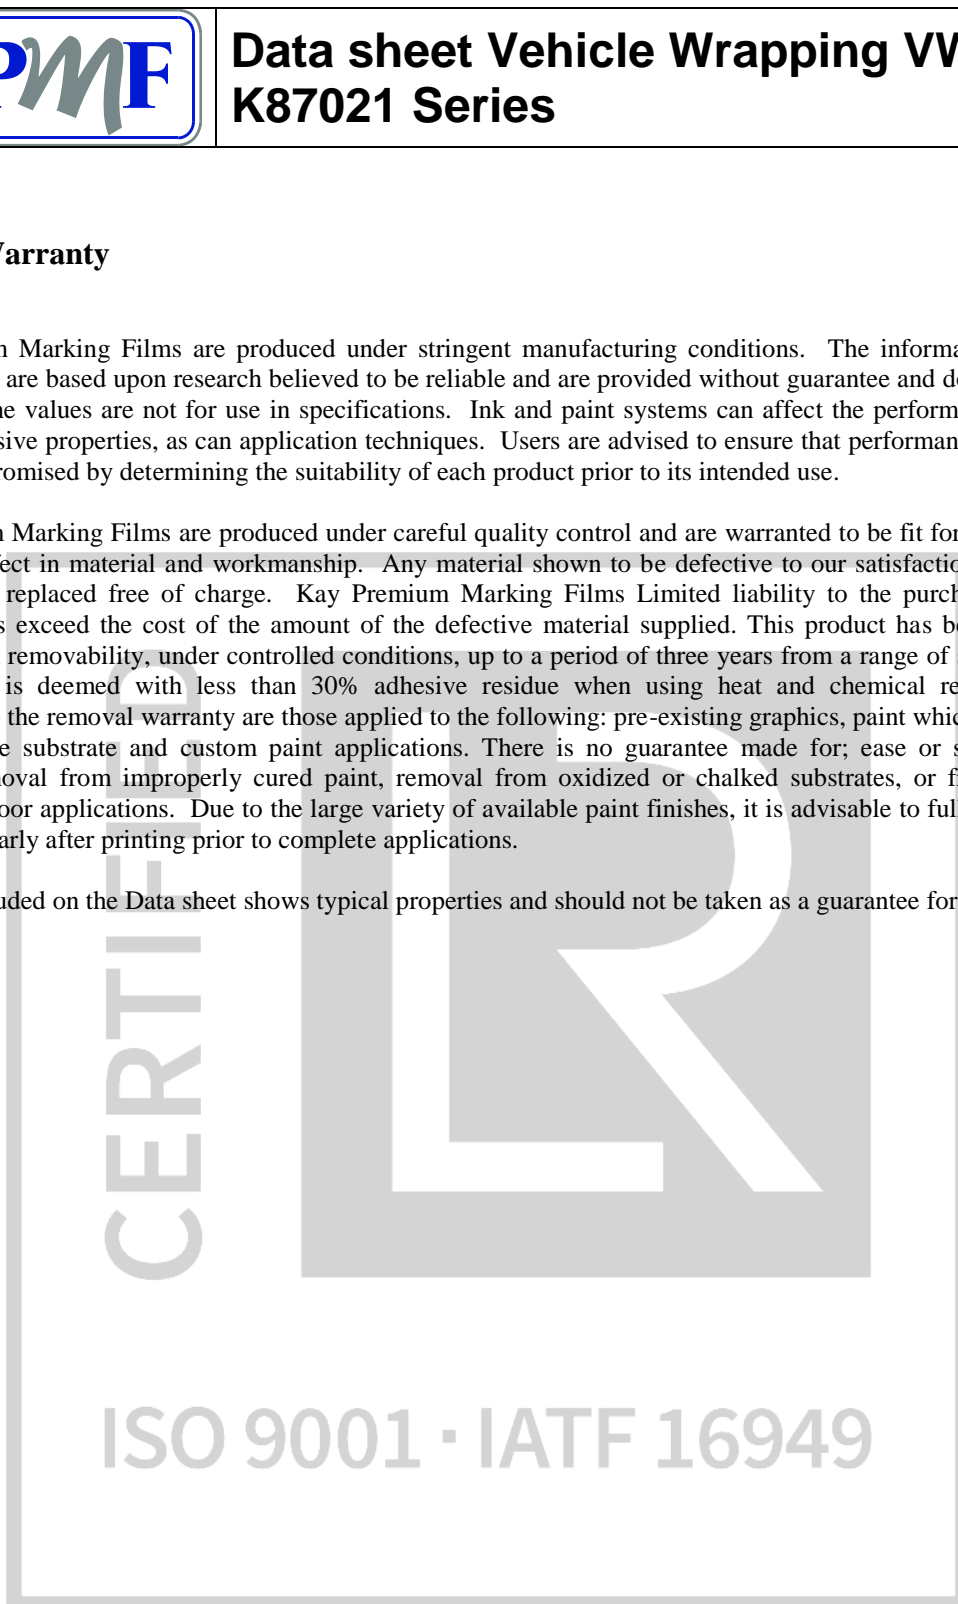 PMF
Data sheet Vehicle Wrapping VW
K87021 Series
Warranty
n Marking Films are produced under stringent manufacturing conditions. The informa
are based upon research believed to be reliable and are provided without guarantee and do
he values are not for use in specifications. Ink and paint systems can affect the perform
sive properties, as can application techniques. Users are advised to ensure that performan
romised by determining the suitability of each product prior to its intended use.
n Marking Films are produced under careful quality control and are warranted to be fit for
fect in material and workmanship. Any material shown to be defective to our satisfactio
replaced free of charge. Kay Premium Marking Films Limited liability to the purch
s exceed the cost of the amount of the defective material supplied. This product has be
removability, under controlled conditions, up to a period of three years from a range of s
is deemed with less than 30% adhesive residue when using heat and chemical re
the removal warranty are those applied to the following: pre-existing graphics, paint whic
e substrate and custom paint applications. There is no guarantee made for; ease or s
moval from improperly cured paint, removal from oxidized or chalked substrates, or fi
oor applications. Due to the large variety of available paint finishes, it is advisable to full
arly after printing prior to complete applications.
uded on the Data sheet shows typical properties and should not be taken as a guarantee for
CERTIFIED
LR
ISO 9001 · IATF 16949